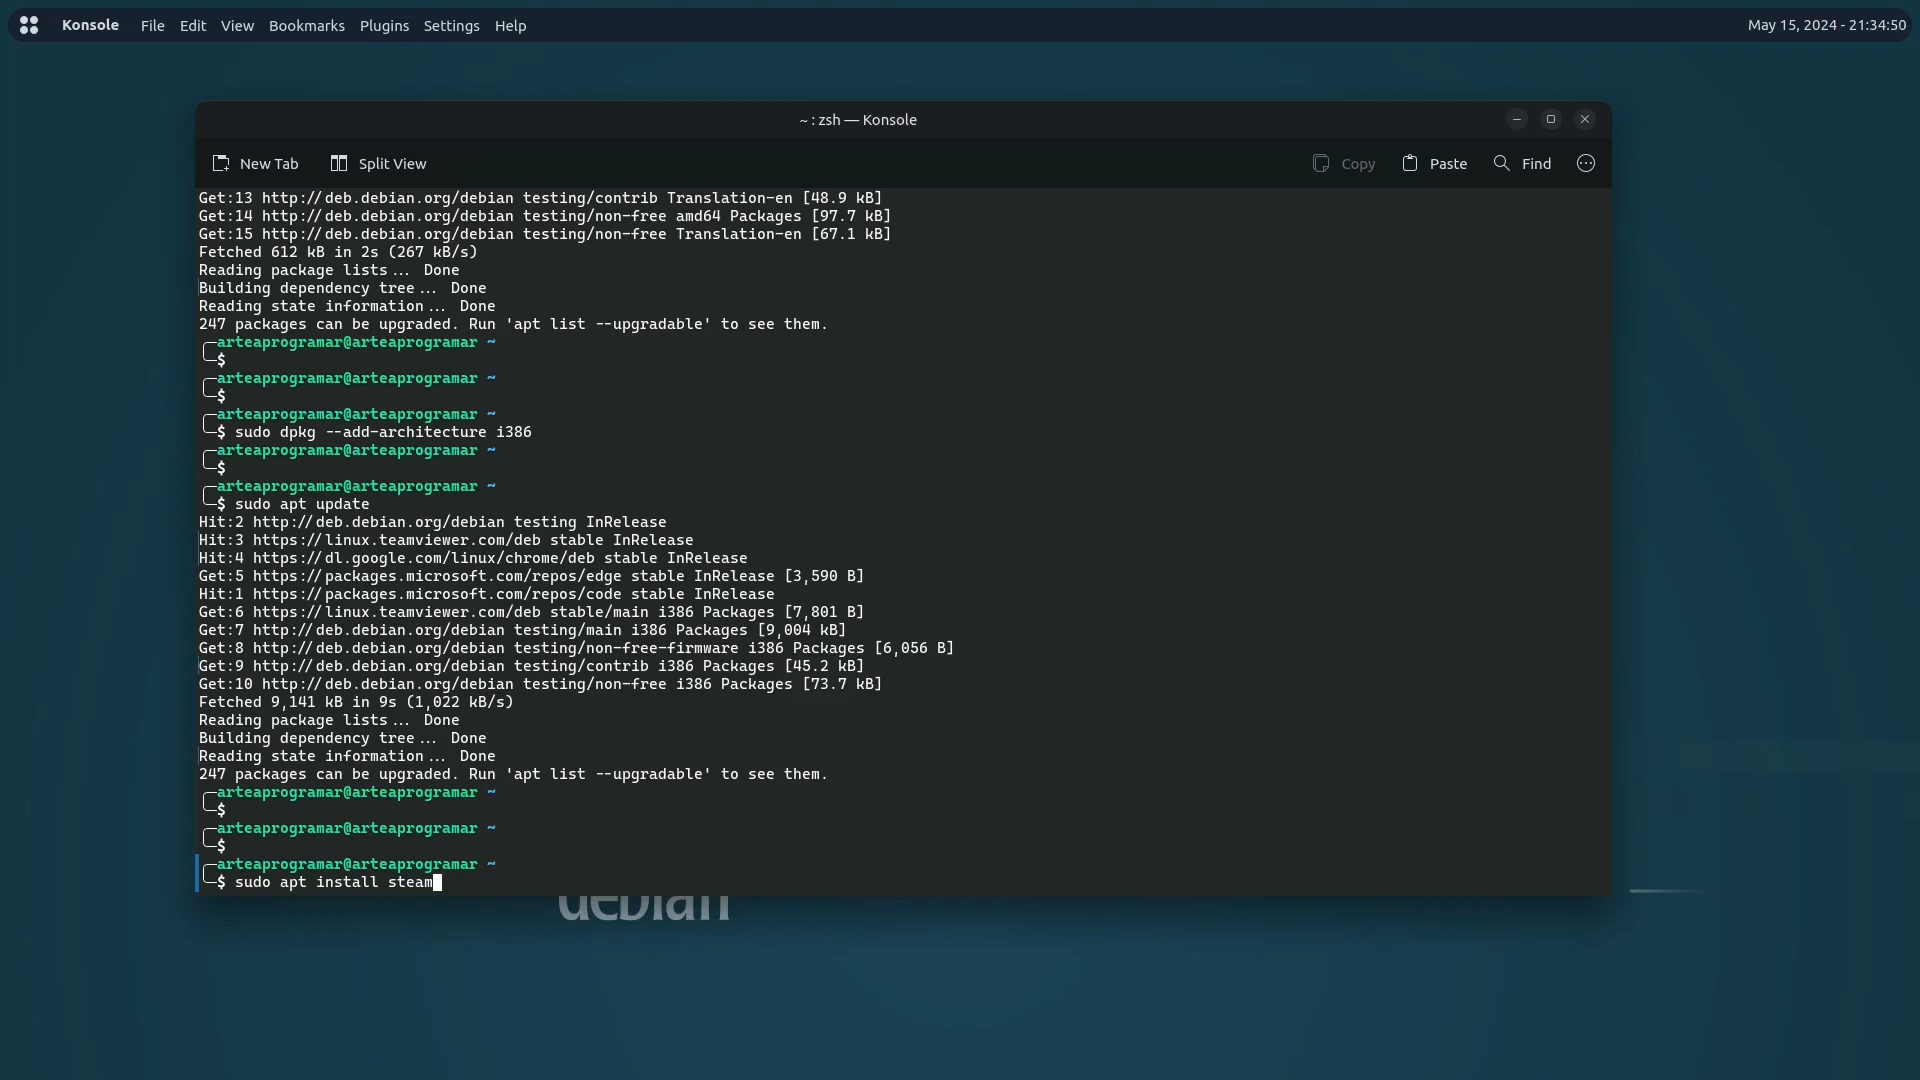 Konsole File Edit View Bookmarks Plugins Settings Help May 15, 2024 - 21:34:50
~ : zsh — Konsole
New Tab Split View Copy Paste Find
Get:13 http://deb.debian.org/debian testing/contrib Translation-en [48.9 kB]
Get:14 http://deb.debian.org/debian testing/non-free amd64 Packages [97.7 kB]
Get:15 http://deb.debian.org/debian testing/non-free Translation-en [67.1 kB]
Fetched 612 kB in 2s (267 kB/s)
Reading package lists... Done
Building dependency tree... Done
Reading state information... Done
247 packages can be upgraded. Run 'apt list --upgradable' to see them.
arteaprogramar@arteaprogramar ~
$
arteaprogramar@arteaprogramar ~
$
arteaprogramar@arteaprogramar ~
$ sudo dpkg --add-architecture i386
arteaprogramar@arteaprogramar ~
$
arteaprogramar@arteaprogramar ~
$ sudo apt update
Hit:2 http://deb.debian.org/debian testing InRelease
Hit:3 https://linux.teamviewer.com/deb stable InRelease
Hit:4 https://dl.google.com/linux/chrome/deb stable InRelease
Get:5 https://packages.microsoft.com/repos/edge stable InRelease [3,590 B]
Hit:1 https://packages.microsoft.com/repos/code stable InRelease
Get:6 https://linux.teamviewer.com/deb stable/main i386 Packages [7,801 B]
Get:7 http://deb.debian.org/debian testing/main i386 Packages [9,004 kB]
Get:8 http://deb.debian.org/debian testing/non-free-firmware i386 Packages [6,056 B]
Get:9 http://deb.debian.org/debian testing/contrib i386 Packages [45.2 kB]
Get:10 http://deb.debian.org/debian testing/non-free i386 Packages [73.7 kB]
Fetched 9,141 kB in 9s (1,022 kB/s)
Reading package lists... Done
Building dependency tree... Done
Reading state information... Done
247 packages can be upgraded. Run 'apt list --upgradable' to see them.
arteaprogramar@arteaprogramar ~
$
arteaprogramar@arteaprogramar ~
$
arteaprogramar@arteaprogramar ~
$ sudo apt install steam
debian